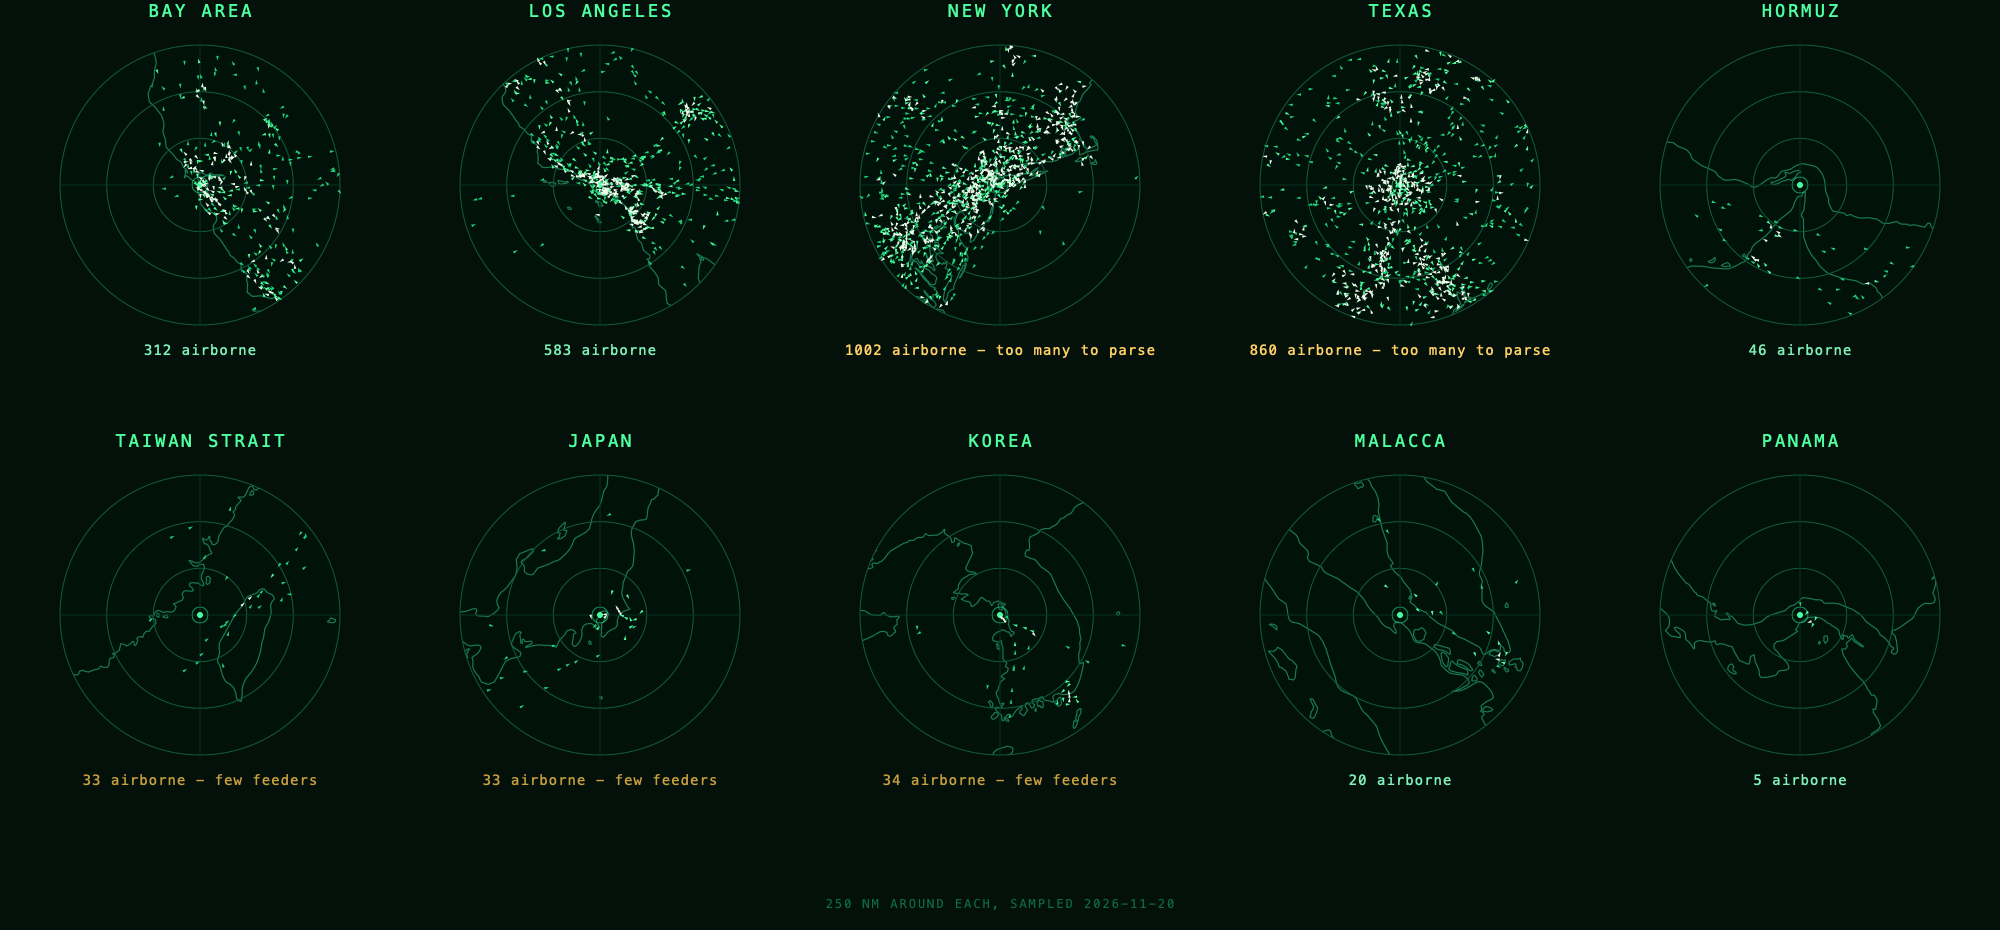 BAY AREA
LOS ANGELES
NEW YORK
TEXAS
HORMUZ
312 airborne
583 airborne
1002 airborne – too many to parse
860 airborne – too many to parse
46 airborne
TAIWAN STRAIT
JAPAN
KOREA
MALACCA
PANAMA
33 airborne – few feeders
33 airborne – few feeders
34 airborne – few feeders
20 airborne
5 airborne
250 NM AROUND EACH, SAMPLED 2026-11-20